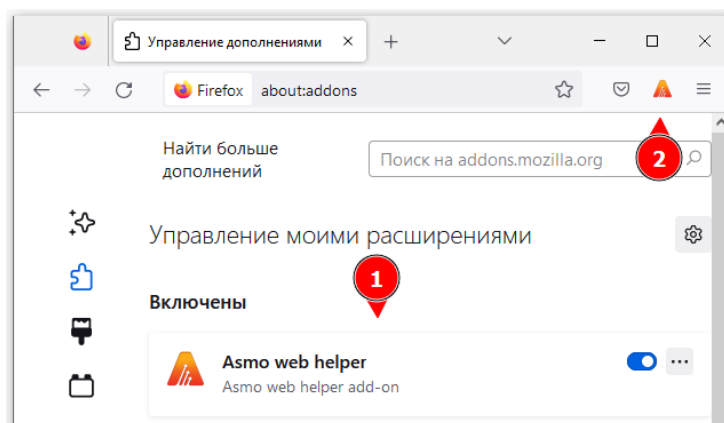 Управление дополнениями
Firefox about:addons
Найти больше
дополнений
Поиск на addons.mozilla.org
2
Управление моими расширениями
1
Включены
Asmo web helper
Asmo web helper add-on